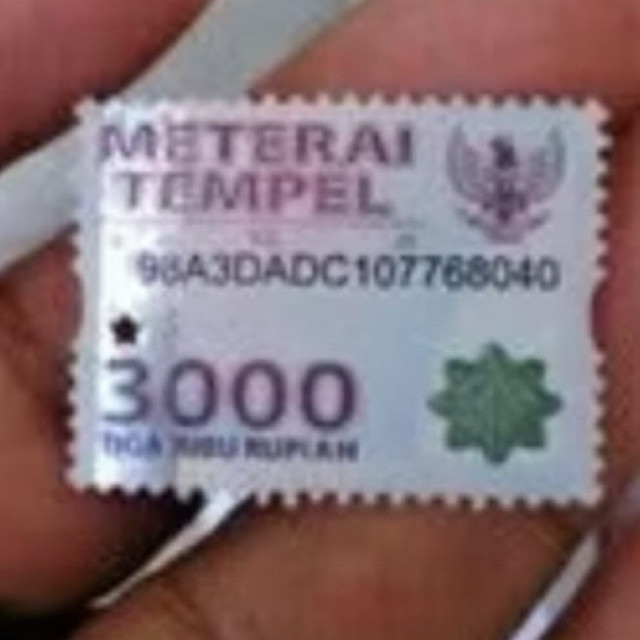 METERAI
TEMPEL
98A3DADC107768040
3000
TIGA RIBU RUPIAH